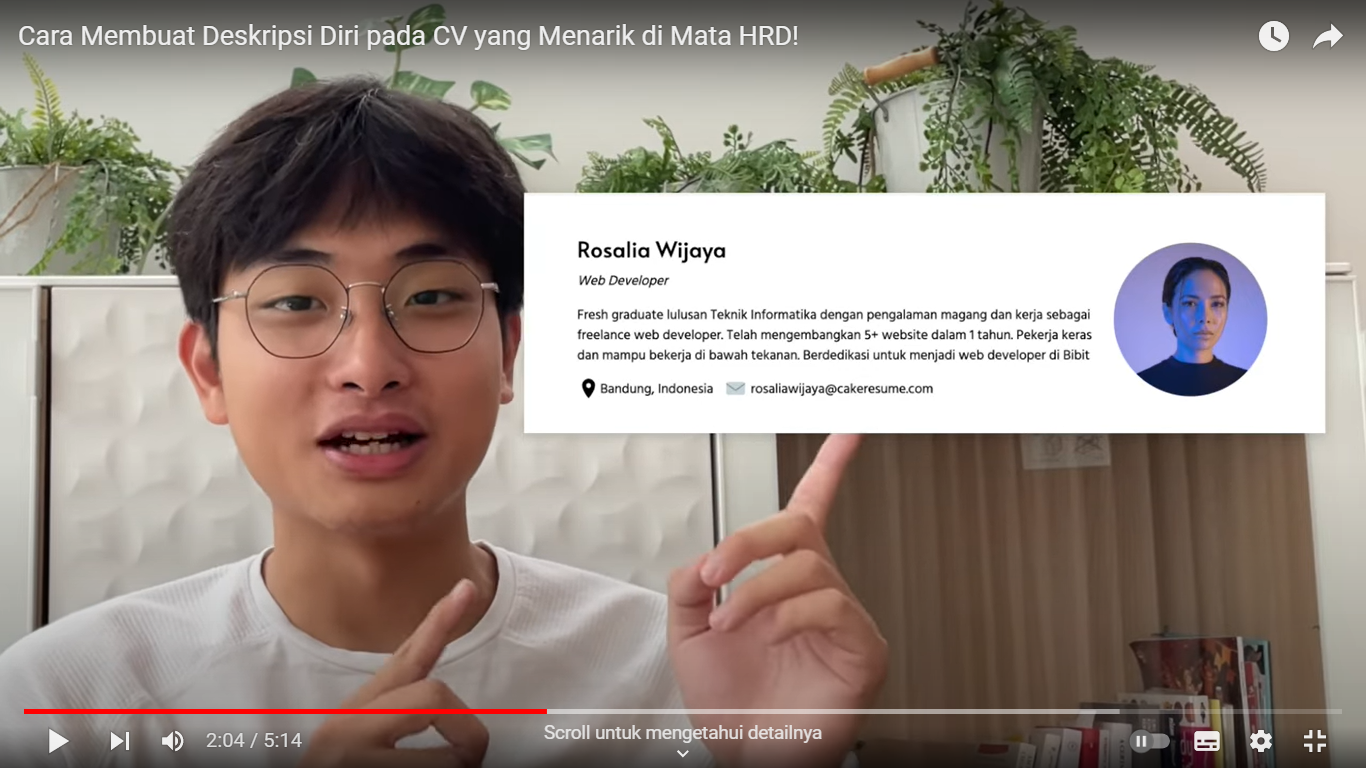 Cara Membuat Deskripsi Diri pada CV yang Menarik di Mata HRD!
Rosalia Wijaya
Web Developer
Fresh graduate lulusan Teknik Informatika dengan pengalaman magang dan kerja sebagai
freelance web developer. Telah mengembangkan 5+ website dalam 1 tahun. Pekerja keras
dan mampu bekerja di bawah tekanan. Berdedikasi untuk menjadi web developer di Bibit
Bandung, Indonesia rosaliawijaya@cakeresume.com
2:04 / 5:14
Scroll untuk mengetahui detailnya